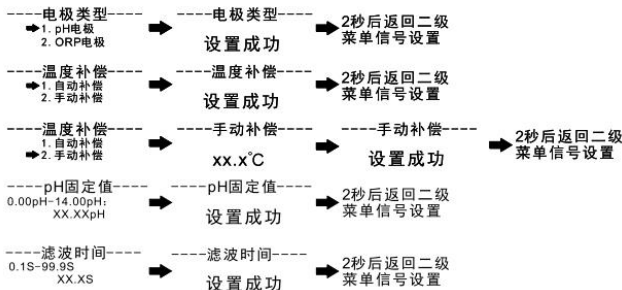 ----电极类型----
➡1. pH电极
2. ORP电极
----电极类型----
设置成功
2秒后返回二级
菜单信号设置
----温度补偿----
➡1. 自动补偿
2. 手动补偿
----温度补偿----
设置成功
2秒后返回二级
菜单信号设置
----温度补偿----
1. 自动补偿
➡2. 手动补偿
----手动补偿----
xx.x℃
----手动补偿----
设置成功
2秒后返回二级
菜单信号设置
----pH固定值----
0.00pH-14.00pH:
XX.XXpH
----pH固定值----
设置成功
2秒后返回二级
菜单信号设置
----滤波时间----
0.1S-99.9S
XX.XS
----滤波时间----
设置成功
2秒后返回二级
菜单信号设置